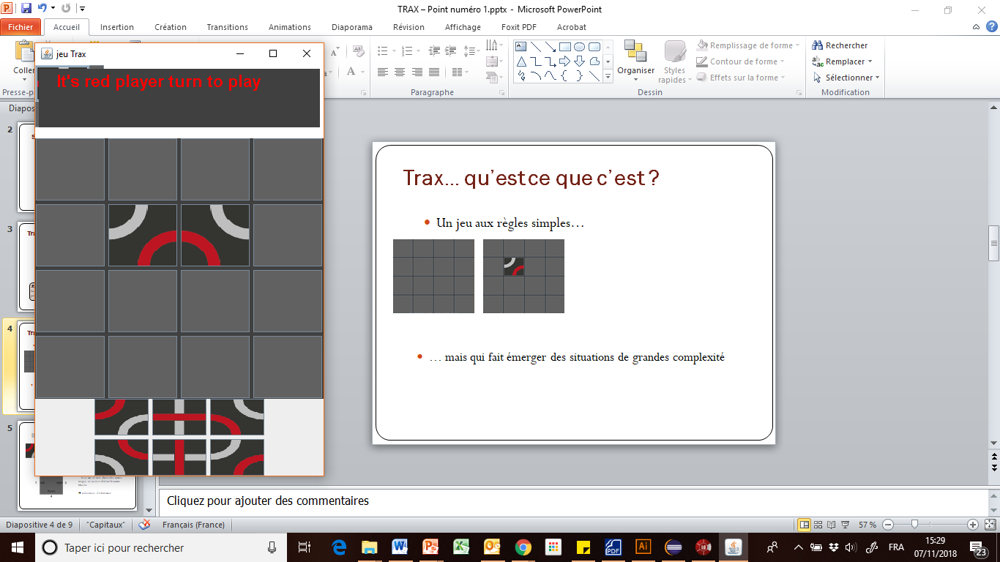 TRAX – Point numéro 1.pptx - Microsoft PowerPoint
Fichier Accueil Insertion Création Transitions Animations Diaporama Révision Affichage Foxit PDF Acrobat
jeu Trax
It's red player turn to play
Organiser
Styles
rapides
Remplissage de forme
Contour de forme
Effets sur la forme
Rechercher
Remplacer
Sélectionner
Paragraphe Dessin Modification
2
3
4
5
Trax... qu'est ce que c'est ?
Un jeu aux règles simples...
... mais qui fait émerger des situations de grandes complexité
Cliquez pour ajouter des commentaires
Diapositive 4 de 9 "Capitaux" Français (France) 57 %
Taper ici pour rechercher
FRA
15:29
07/11/2018
23